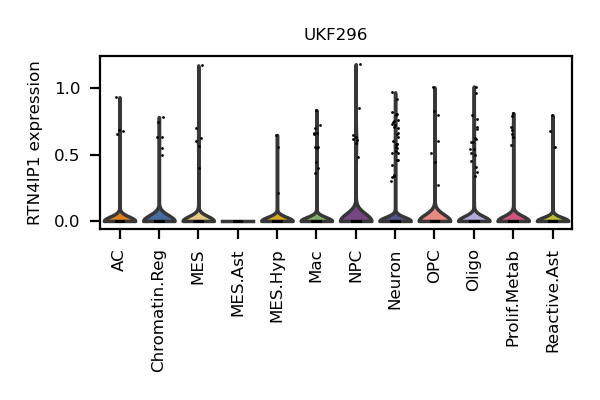 UKF296
RTN4IP1 expression
1.0
0.5
0.0
AC
Chromatin.Reg
MES
MES.Ast
MES.Hyp
Mac
NPC
Neuron
OPC
Oligo
Prolif.Metab
Reactive.Ast